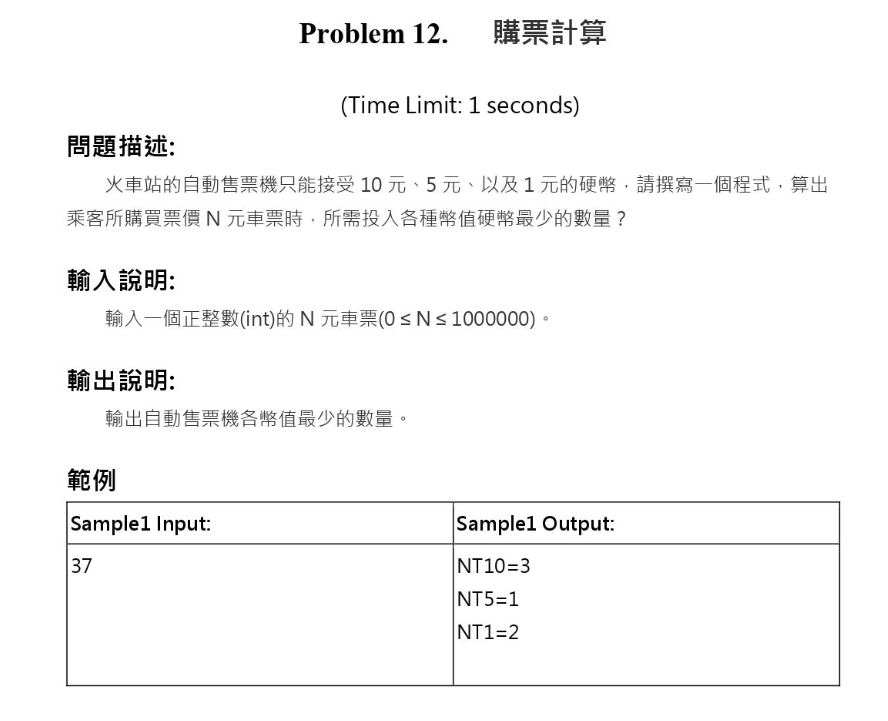 Problem 12. 購票計算
(Time Limit: 1 seconds)
問題描述:
火車站的自動售票機只能接受 10 元、5 元、以及 1 元的硬幣，請撰寫一個程式，算出
乘客所購買票價 N 元車票時，所需投入各種幣值硬幣最少的數量？
輸入說明:
輸入一個正整數(int)的 N 元車票(0 ≤ N ≤ 1000000)。
輸出說明:
輸出自動售票機各幣值最少的數量。
範例
Sample1 Input: Sample1 Output:
37 NT10=3
NT5=1
NT1=2